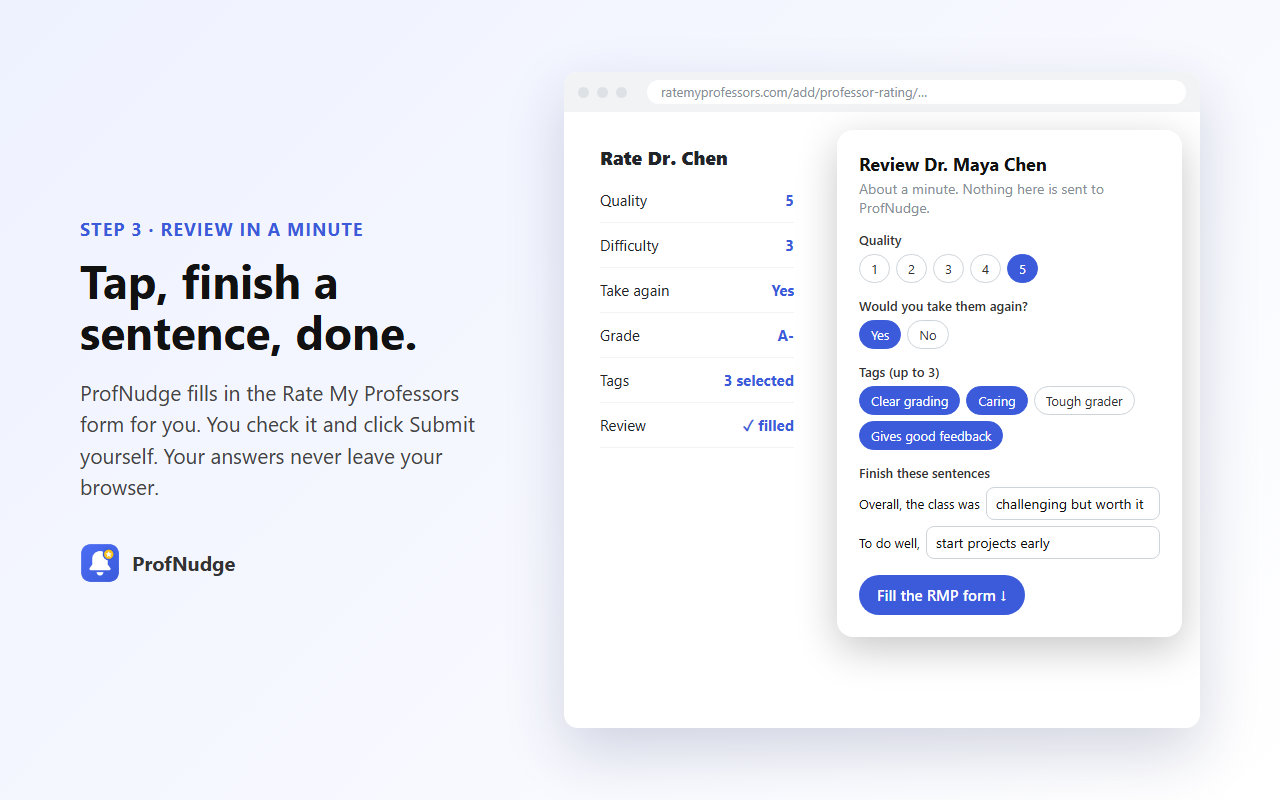 STEP 3 · REVIEW IN A MINUTE
Tap, finish a
sentence, done.
ProfNudge fills in the Rate My Professors
form for you. You check it and click Submit
yourself. Your answers never leave your
browser.
ProfNudge
ratemyprofessors.com/add/professor-rating/...
Rate Dr. Chen
Quality 5
Difficulty 3
Take again Yes
Grade A-
Tags 3 selected
Review ✓ filled
Review Dr. Maya Chen
About a minute. Nothing here is sent to
ProfNudge.
Quality
1 2 3 4 5
Would you take them again?
Yes No
Tags (up to 3)
Clear grading Caring Tough grader
Gives good feedback
Finish these sentences
Overall, the class was challenging but worth it
To do well, start projects early
Fill the RMP form ↓